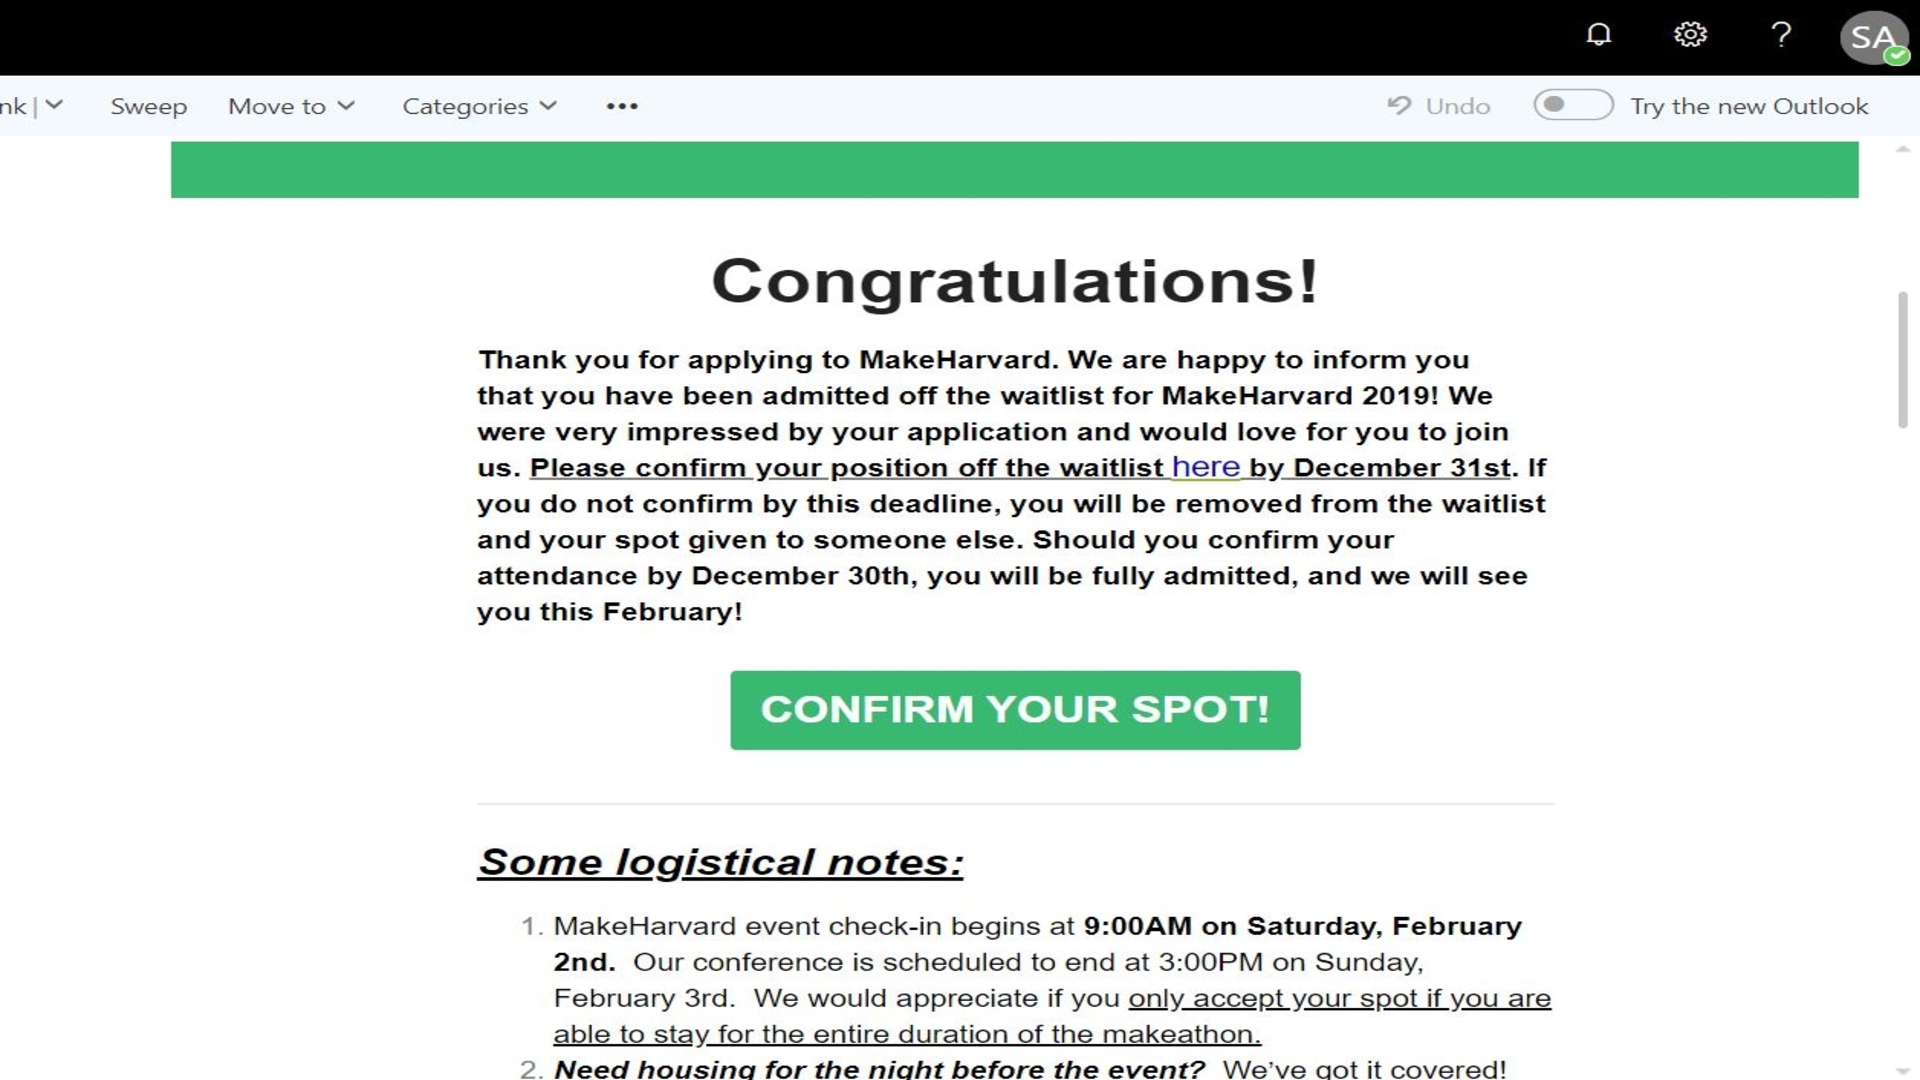 SA
nk |
Sweep Move to Categories ••• Undo Try the new Outlook
Congratulations!
Thank you for applying to MakeHarvard. We are happy to inform you
that you have been admitted off the waitlist for MakeHarvard 2019! We
were very impressed by your application and would love for you to join
us. Please confirm your position off the waitlist here by December 31st. If
you do not confirm by this deadline, you will be removed from the waitlist
and your spot given to someone else. Should you confirm your
attendance by December 30th, you will be fully admitted, and we will see
you this February!
CONFIRM YOUR SPOT!
Some logistical notes:
1. MakeHarvard event check-in begins at 9:00AM on Saturday, February
2nd. Our conference is scheduled to end at 3:00PM on Sunday,
February 3rd. We would appreciate if you only accept your spot if you are
able to stay for the entire duration of the makeathon.
2. Need housing for the night before the event? We’ve got it covered!